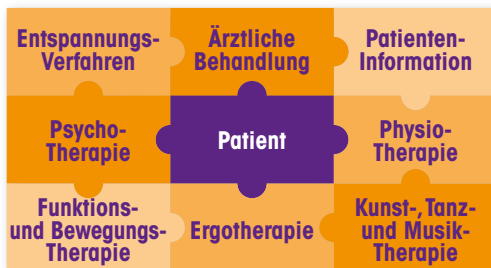 Entspannungs-
Verfahren
Ärztliche
Behandlung
Patienten-
Information
Psycho-
Therapie
Patient
Physio-
Therapie
Funktions-
und Bewegungs-
Therapie
Ergotherapie
Kunst-, Tanz-
und Musik-
Therapie